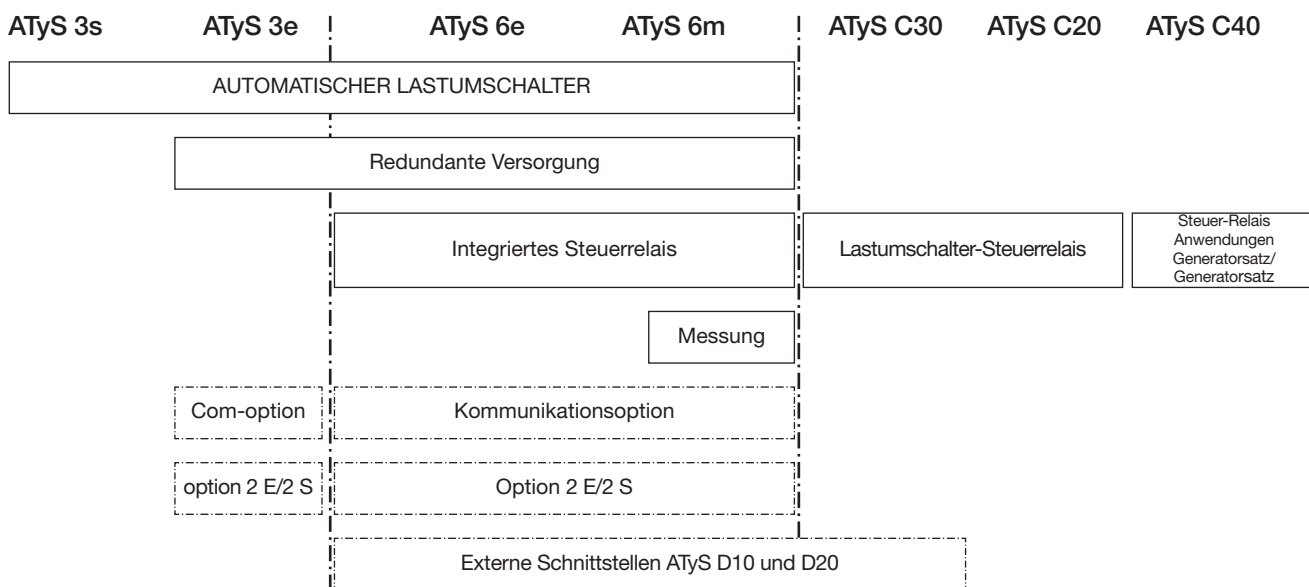 ATyS 3s ATyS 3e ATyS 6e ATyS 6m ATyS C30 ATyS C20 ATyS C40
AUTOMATISCHER LASTUMSCHALTER
Redundante Versorgung
Integriertes Steuerrelais
Lastumschalter-Steuerrelais
Steuer-Relais
Anwendungen
Generatorsatz/
Generatorsatz
Messung
Com-option
Kommunikationsoption
option 2 E/2 S
Option 2 E/2 S
Externe Schnittstellen ATyS D10 und D20